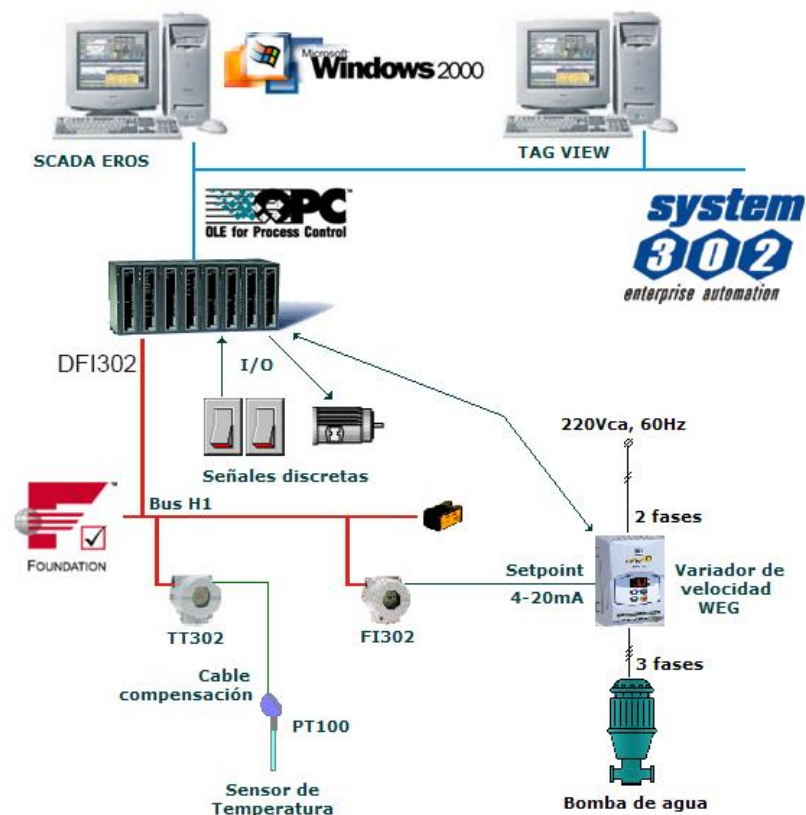 Microsoft
Windows 2000
SCADA EROS
TAG VIEW
OPC™
OLE for Process Control
system
302
enterprise automation
DFI302
I/O
Señales discretas
220Vca, 60Hz
2 fases
Bus H1
™
FOUNDATION
TT302
FI302
Setpoint
4-20mA
Variador de
velocidad
WEG
Cable
compensación
PT100
3 fases
Sensor de
Temperatura
Bomba de agua